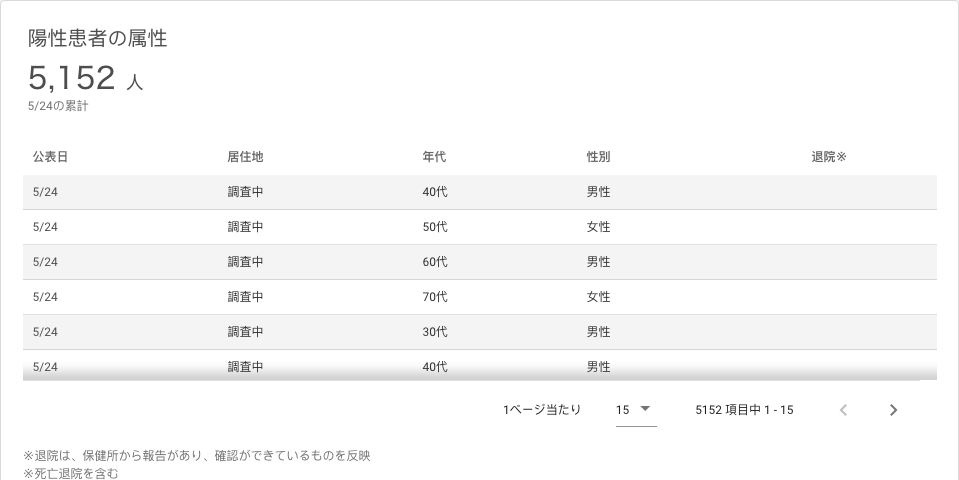 陽性患者の属性
5,152 人
5/24の累計
公表日 居住地 年代 性別 退院※
5/24 調査中 40代 男性
5/24 調査中 50代 女性
5/24 調査中 60代 男性
5/24 調査中 70代 女性
5/24 調査中 30代 男性
5/24 調査中 40代 男性
1ページ当たり 15 5152 項目中 1 - 15
※退院は、保健所から報告があり、確認ができているものを反映
※死亡退院を含む